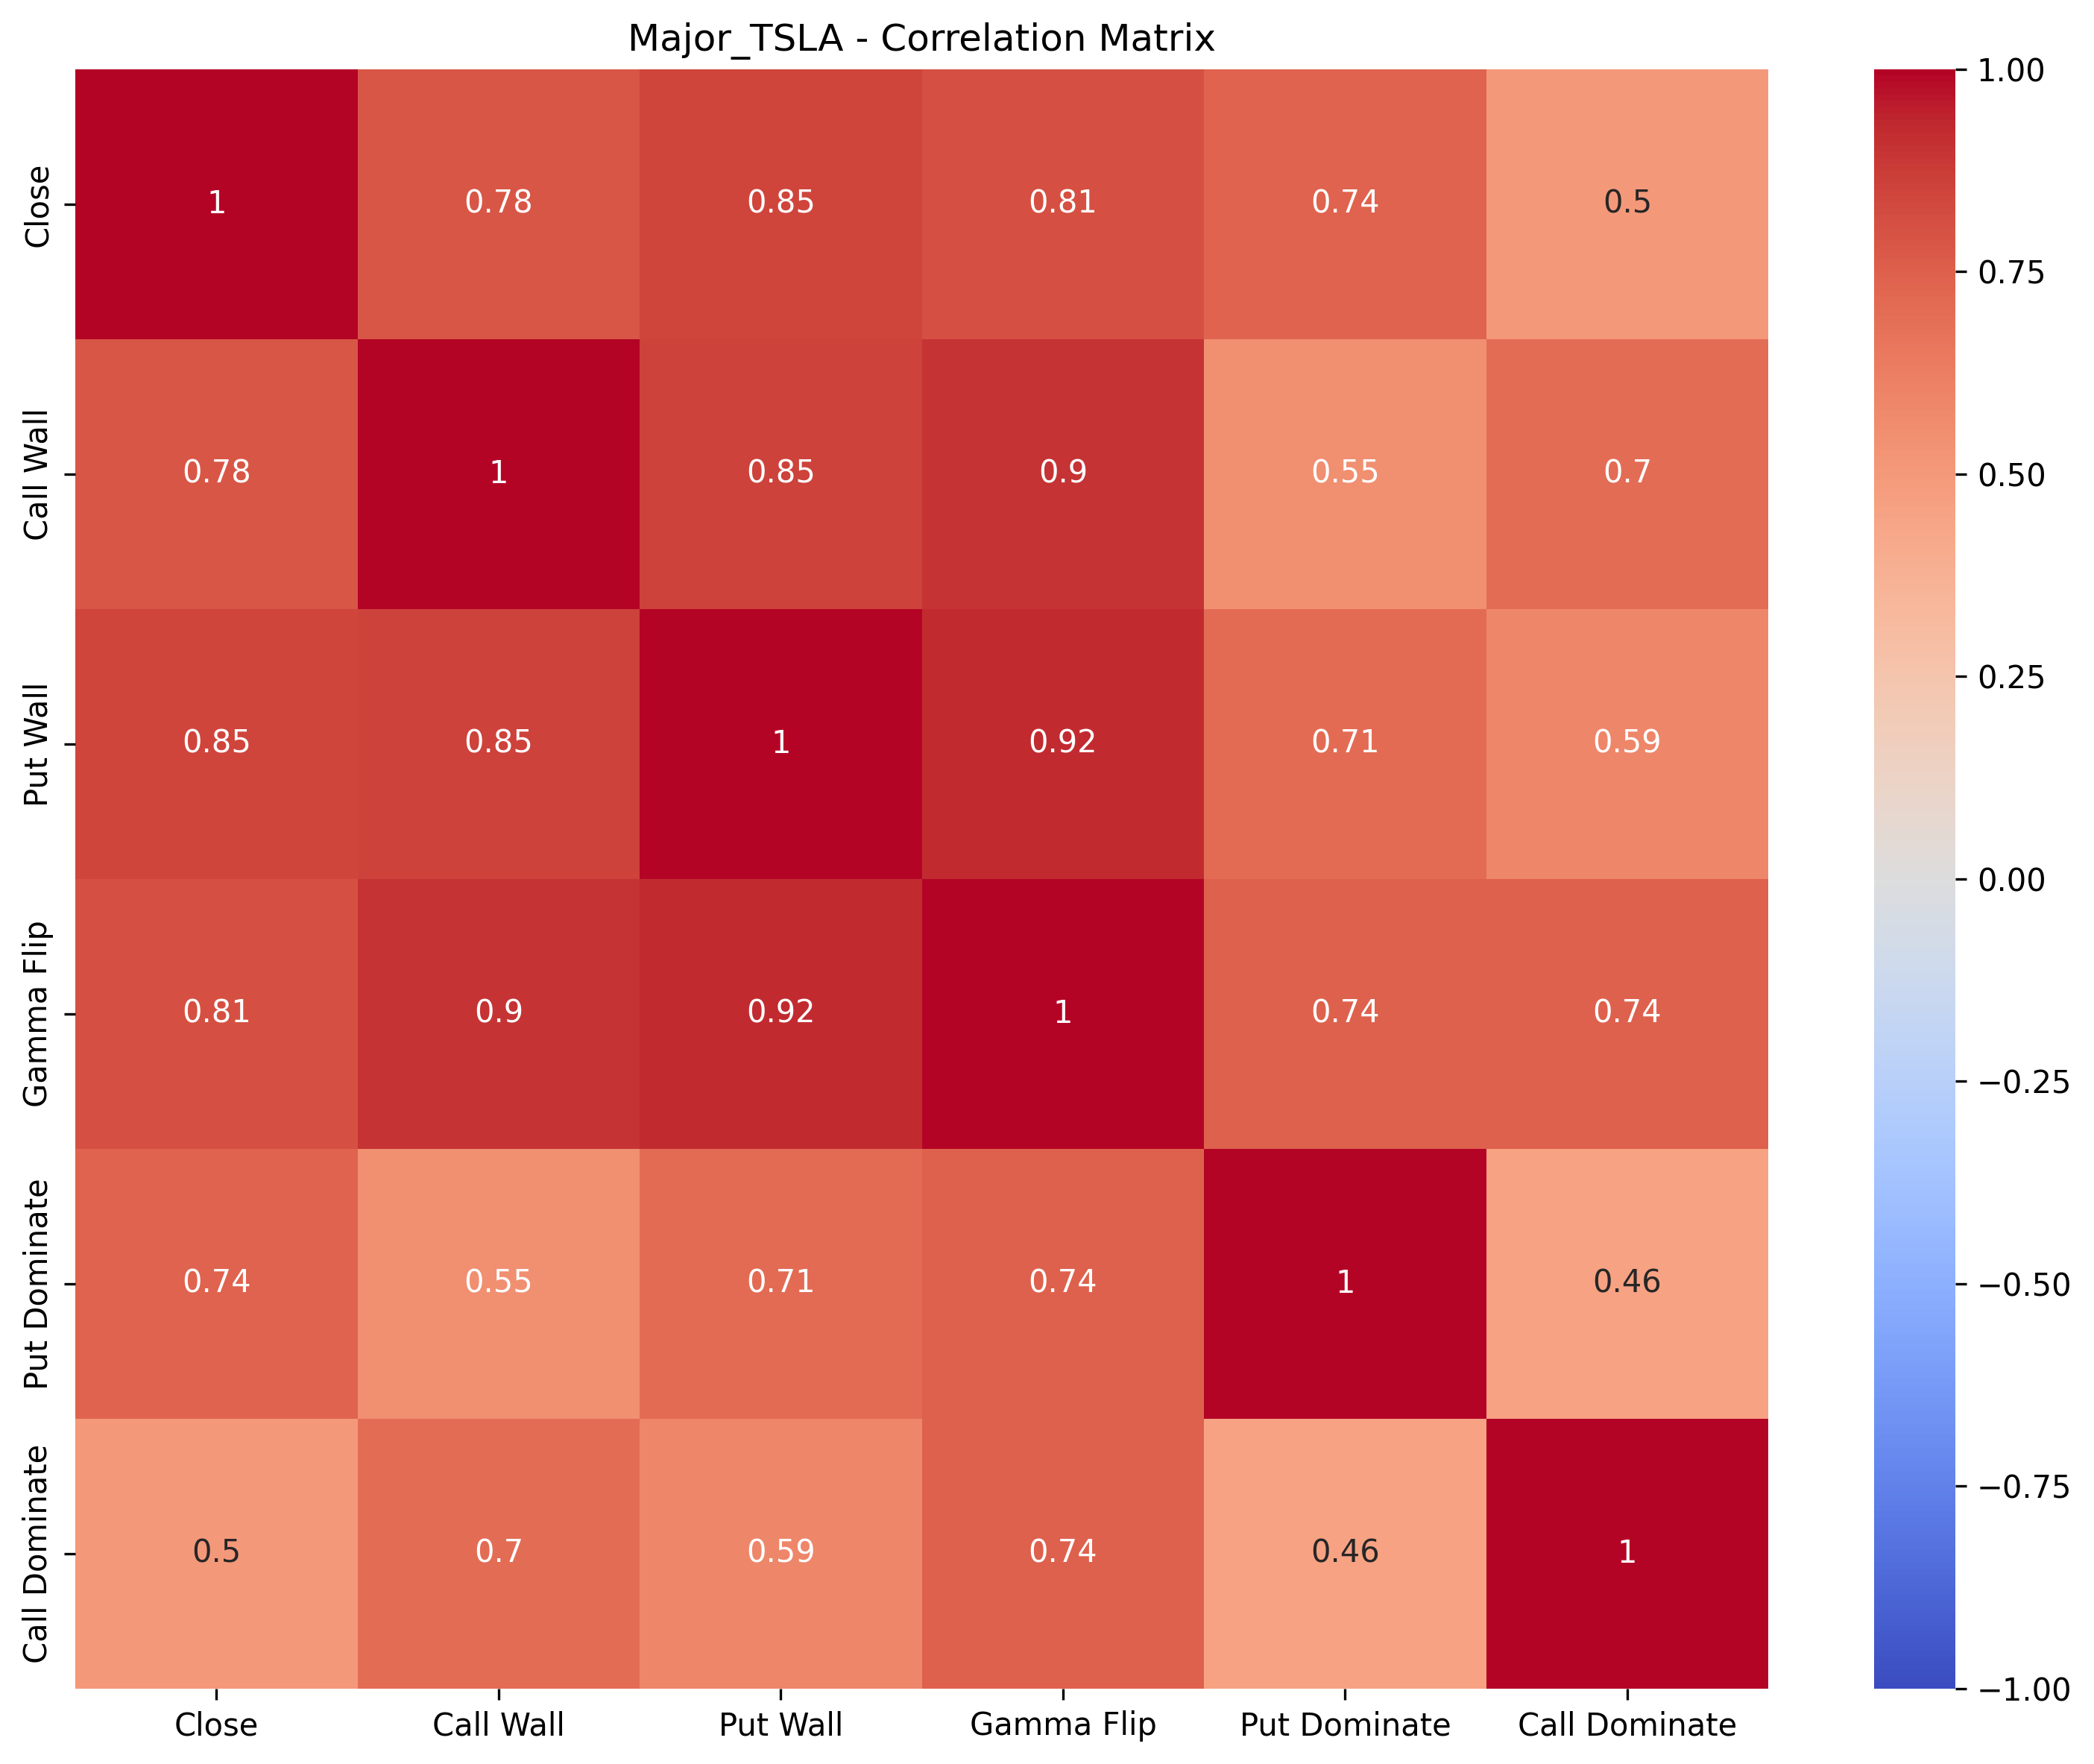 Major_TSLA - Correlation Matrix
Close 1 0.78 0.85 0.81 0.74 0.5
Call Wall 0.78 1 0.85 0.9 0.55 0.7
Put Wall 0.85 0.85 1 0.92 0.71 0.59
Gamma Flip 0.81 0.9 0.92 1 0.74 0.74
Put Dominate 0.74 0.55 0.71 0.74 1 0.46
Call Dominate 0.5 0.7 0.59 0.74 0.46 1
Close Call Wall Put Wall Gamma Flip Put Dominate Call Dominate
1.00
0.75
0.50
0.25
0.00
−0.25
−0.50
−0.75
−1.00